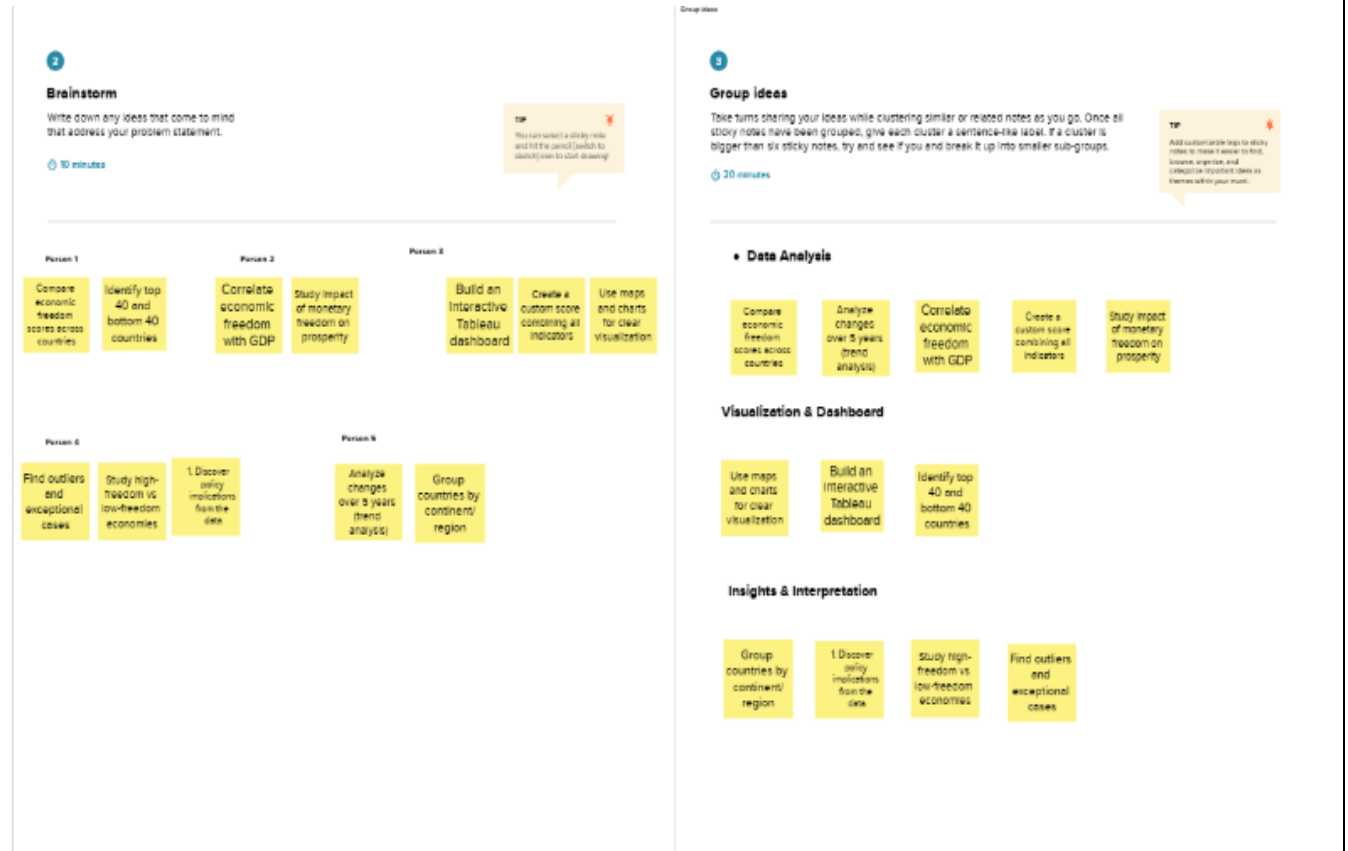 Group ideas
2
Brainstorm
Write down any ideas that come to mind
that address your problem statement.
10 minutes
TIP
You can select a sticky note
and hit the pencil [switch to
sketch] icon to start drawing!
Person 1
Compare
economic
freedom
scores across
countries
Identify top
40 and
bottom 40
countries
Person 2
Correlate
economic
freedom
with GDP
Study impact
of monetary
freedom on
prosperity
Person 3
Build an
Interactive
Tableau
dashboard
Create a
custom score
combining all
indicators
Use maps
and charts
for clear
visualization
Person 4
Find outliers
and
exceptional
cases
Study high-
freedom vs
low-freedom
economies
1. Discover
policy
implications
from the
data
Person 5
Analyze
changes
over 5 years
(trend
analysis)
Group
countries by
continent/
region
3
Group ideas
Take turns sharing your ideas while clustering similar or related notes as you go. Once all
sticky notes have been grouped, give each cluster a sentence-like label. If a cluster is
bigger than six sticky notes, try and see if you and break it up into smaller sub-groups.
20 minutes
TIP
Add customizable tags to sticky
notes to make it easier to find,
browse, organize, and
categorize important ideas as
themes within your mural.
• Data Analysis
Compare
economic
freedom
scores across
countries
Analyze
changes
over 5 years
(trend
analysis)
Correlate
economic
freedom
with GDP
Create a
custom score
combining all
indicators
Study impact
of monetary
freedom on
prosperity
Visualization & Dashboard
Use maps
and charts
for clear
visualization
Build an
Interactive
Tableau
dashboard
Identify top
40 and
bottom 40
countries
Insights & Interpretation
Group
countries by
continent/
region
1. Discover
policy
implications
from the
data
Study high-
freedom vs
low-freedom
economies
Find outliers
and
exceptional
cases